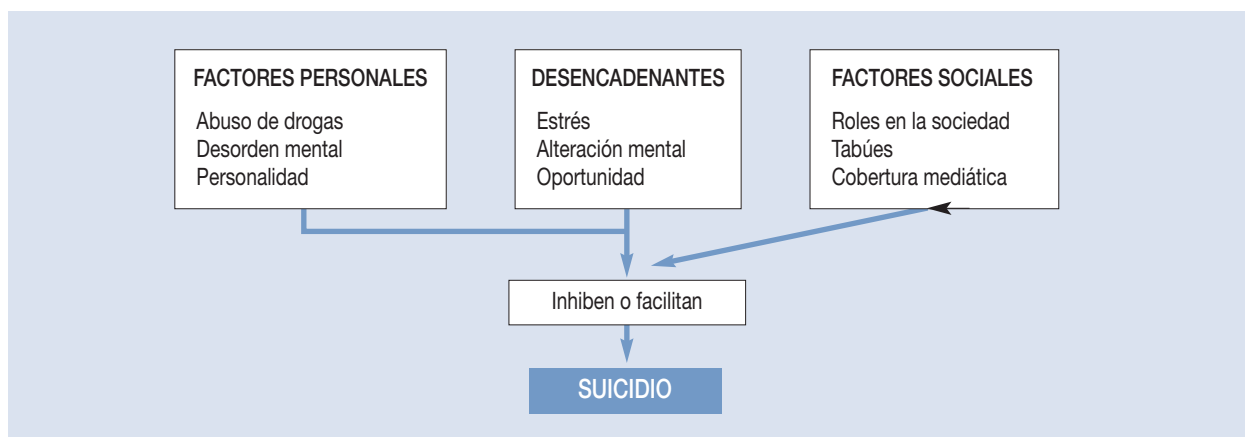 FACTORES PERSONALES
Abuso de drogas
Desorden mental
Personalidad
DESENCADENANTES
Estrés
Alteración mental
Oportunidad
FACTORES SOCIALES
Roles en la sociedad
Tabúes
Cobertura mediática
Inhiben o facilitan
SUICIDIO